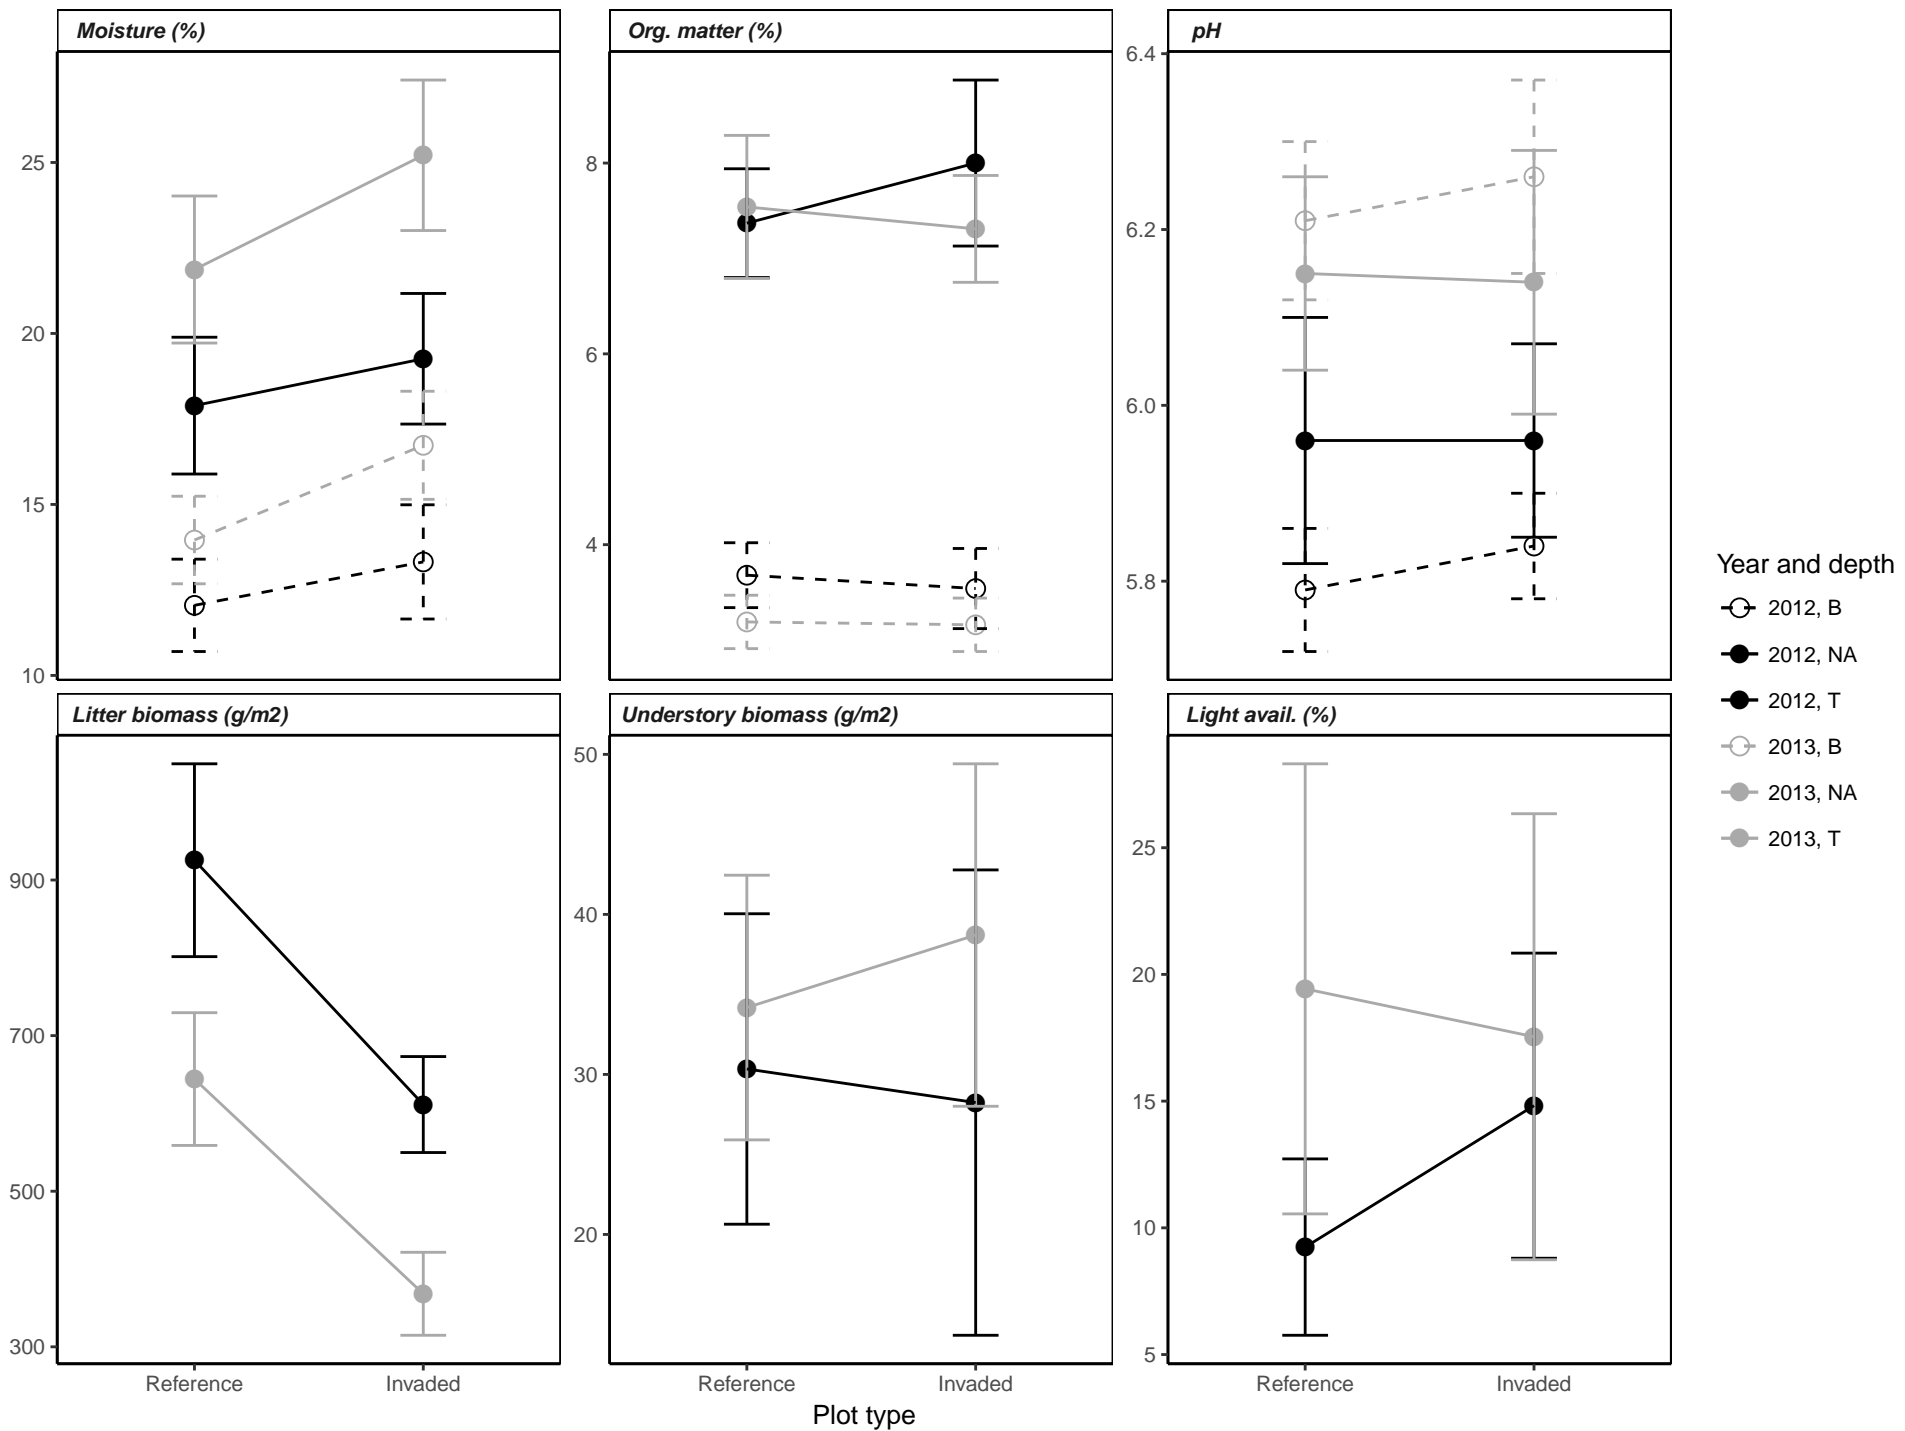 Moisture (%)
Org. matter (%)
pH
25
20
15
10
8
6
4
6.4
6.2
6.0
5.8
Litter biomass (g/m2)
Understory biomass (g/m2)
Light avail. (%)
900
700
500
300
50
40
30
20
25
20
15
10
5
Reference
Invaded
Reference
Invaded
Reference
Invaded
Plot type
Year and depth
2012, B
2012, NA
2012, T
2013, B
2013, NA
2013, T